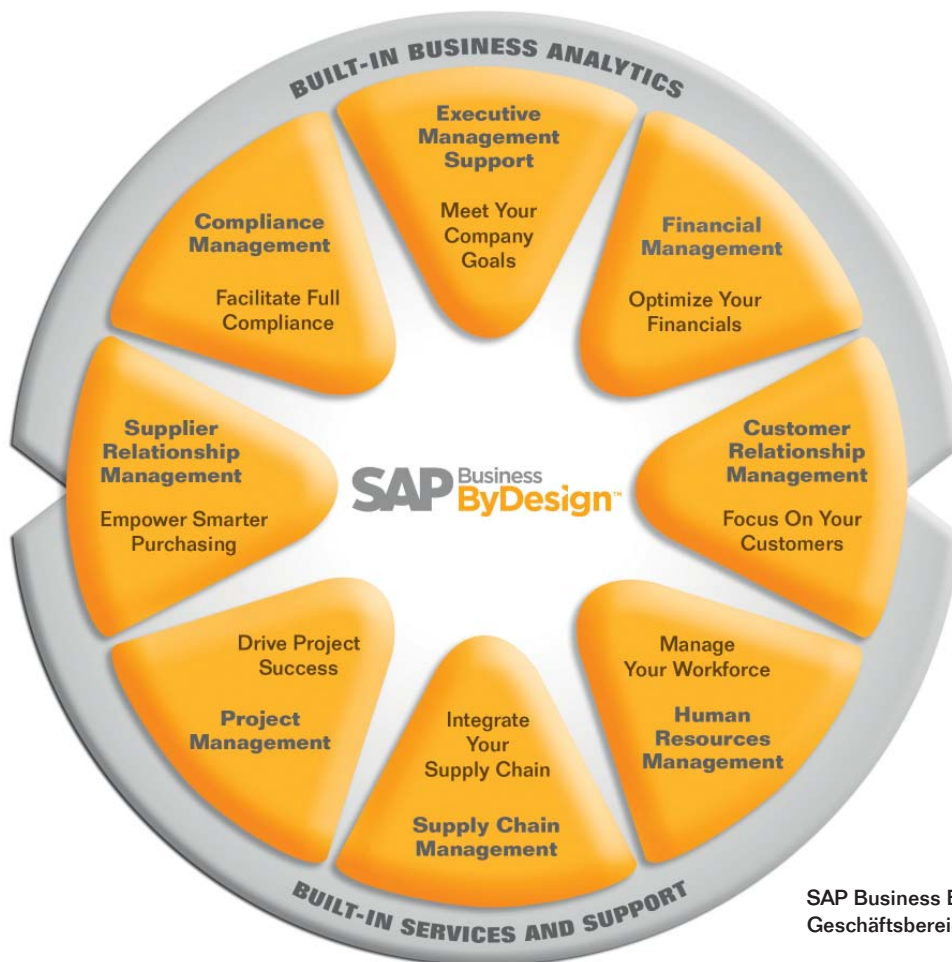 BUILT-IN BUSINESS ANALYTICS
Executive
Management
Support
Meet Your
Company
Goals
Financial
Management
Optimize Your
Financials
Customer
Relationship
Management
Focus On Your
Customers
Manage
Your Workforce
Human
Resources
Management
Integrate
Your
Supply Chain
Supply Chain
Management
Drive Project
Success
Project
Management
Supplier
Relationship
Management
Empower Smarter
Purchasing
Compliance
Management
Facilitate Full
Compliance
SAP Business
ByDesign™
BUILT-IN SERVICES AND SUPPORT
SAP Business